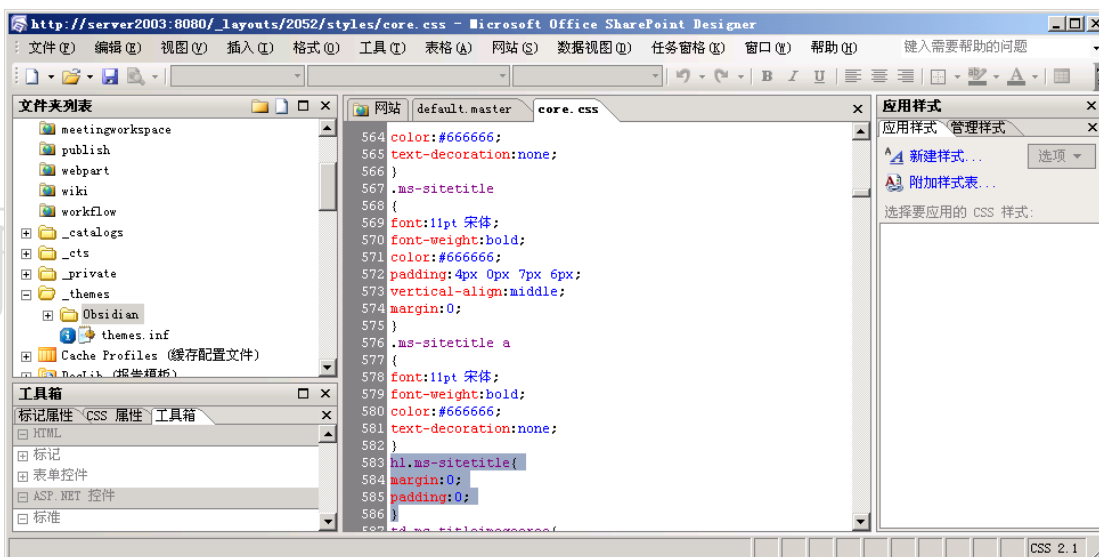 http://server2003:8080/_layouts/2052/styles/core.css - Microsoft Office SharePoint Designer
文件(F) 编辑(E) 视图(V) 插入(I) 格式(O) 工具(T) 表格(A) 网站(S) 数据视图(D) 任务窗格(K) 窗口(W) 帮助(H) 键入需要帮助的问题
B I U A
文件夹列表
meetingworkspace
publish
webpart
wiki
workflow
_catalogs
_cts
_private
_themes
Obsidian
themes.inf
Cache Profiles (缓存配置文件)
DocLib (报告模板)
工具箱
标记属性 CSS 属性 工具箱
HTML
标记
表单控件
ASP.NET 控件
标准
网站 default.master core.css
564 color:#666666;
565 text-decoration:none;
566 }
567 .ms-sitetitle
568 {
569 font:11pt 宋体;
570 font-weight:bold;
571 color:#666666;
572 padding:4px 0px 7px 6px;
573 vertical-align:middle;
574 margin:0;
575 }
576 .ms-sitetitle a
577 {
578 font:11pt 宋体;
579 font-weight:bold;
580 color:#666666;
581 text-decoration:none;
582 }
583 h1.ms-sitetitle{
584 margin:0;
585 padding:0;
586 }
587 td.ms-titleimagearea{
应用样式
应用样式 管理样式
新建样式... 选项
附加样式表...
选择要应用的 CSS 样式:
CSS 2.1